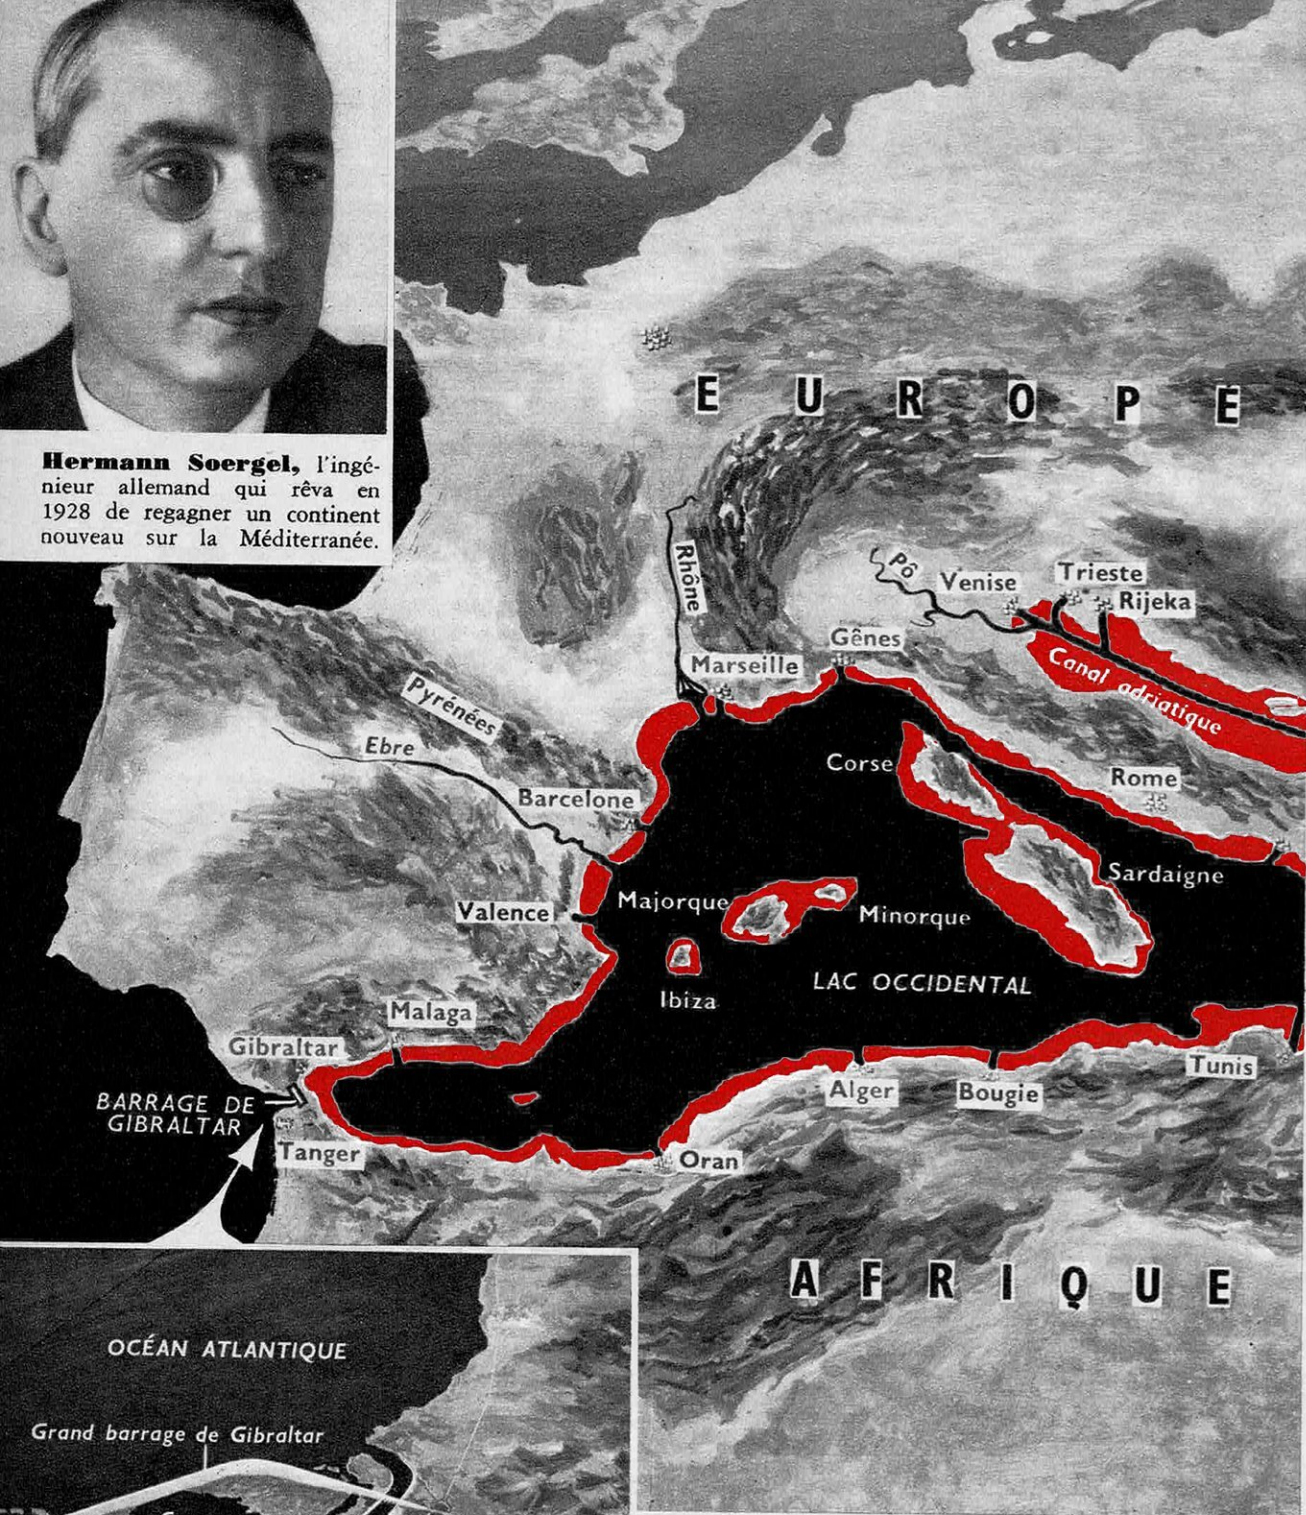 Hermann Soergel, l'ingé-
nieur allemand qui rêva en
1928 de regagner un continent
nouveau sur la Méditerranée.
E U R O P E
Rhône
Pô
Venise
Trieste
Rijeka
Gênes
Marseille
Canal adriatique
Pyrénées
Ebre
Corse
Rome
Barcelone
Sardaigne
Majorque
Valence
Minorque
LAC OCCIDENTAL
Ibiza
Malaga
Gibraltar
Tunis
Alger
Bougie
BARRAGE DE
GIBRALTAR
Tanger
Oran
A F R I Q U E
OCÉAN ATLANTIQUE
Grand barrage de Gibraltar